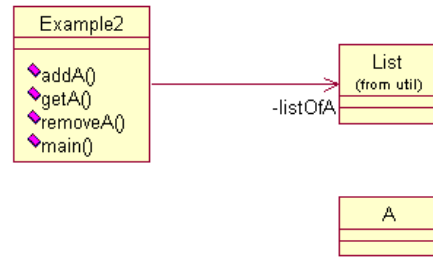 Example2
addA()
getA()
removeA()
main()
List
(from util)
-listOfA
A